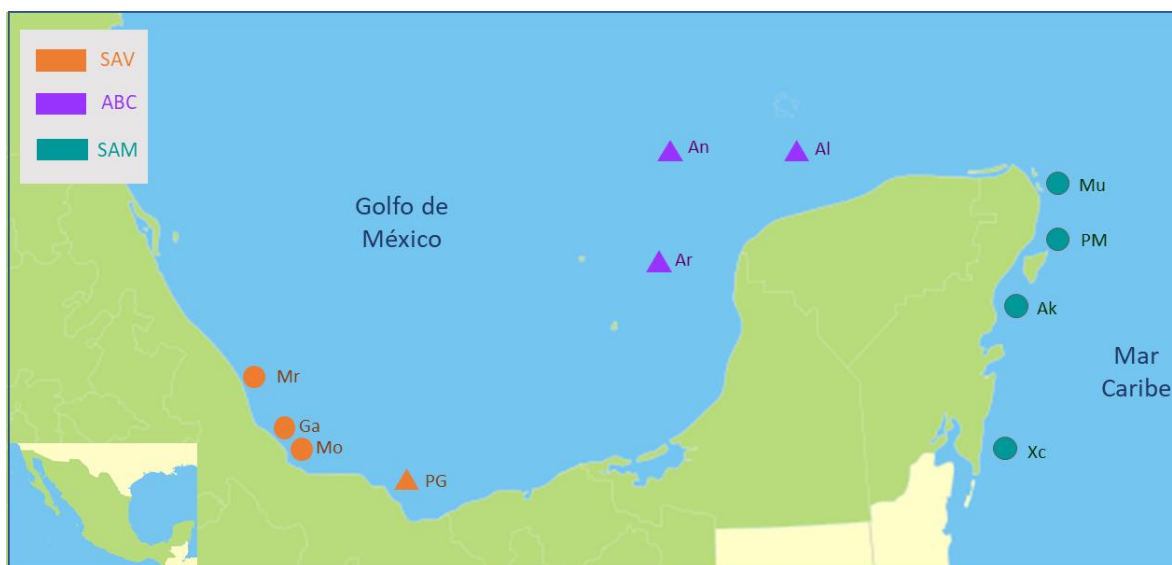 SAV
ABC
SAM
Golfo de
México
An
Al
Ar
Mu
PM
Ak
Mar
Caribe
Mr
Ga
Mo
PG
Xc